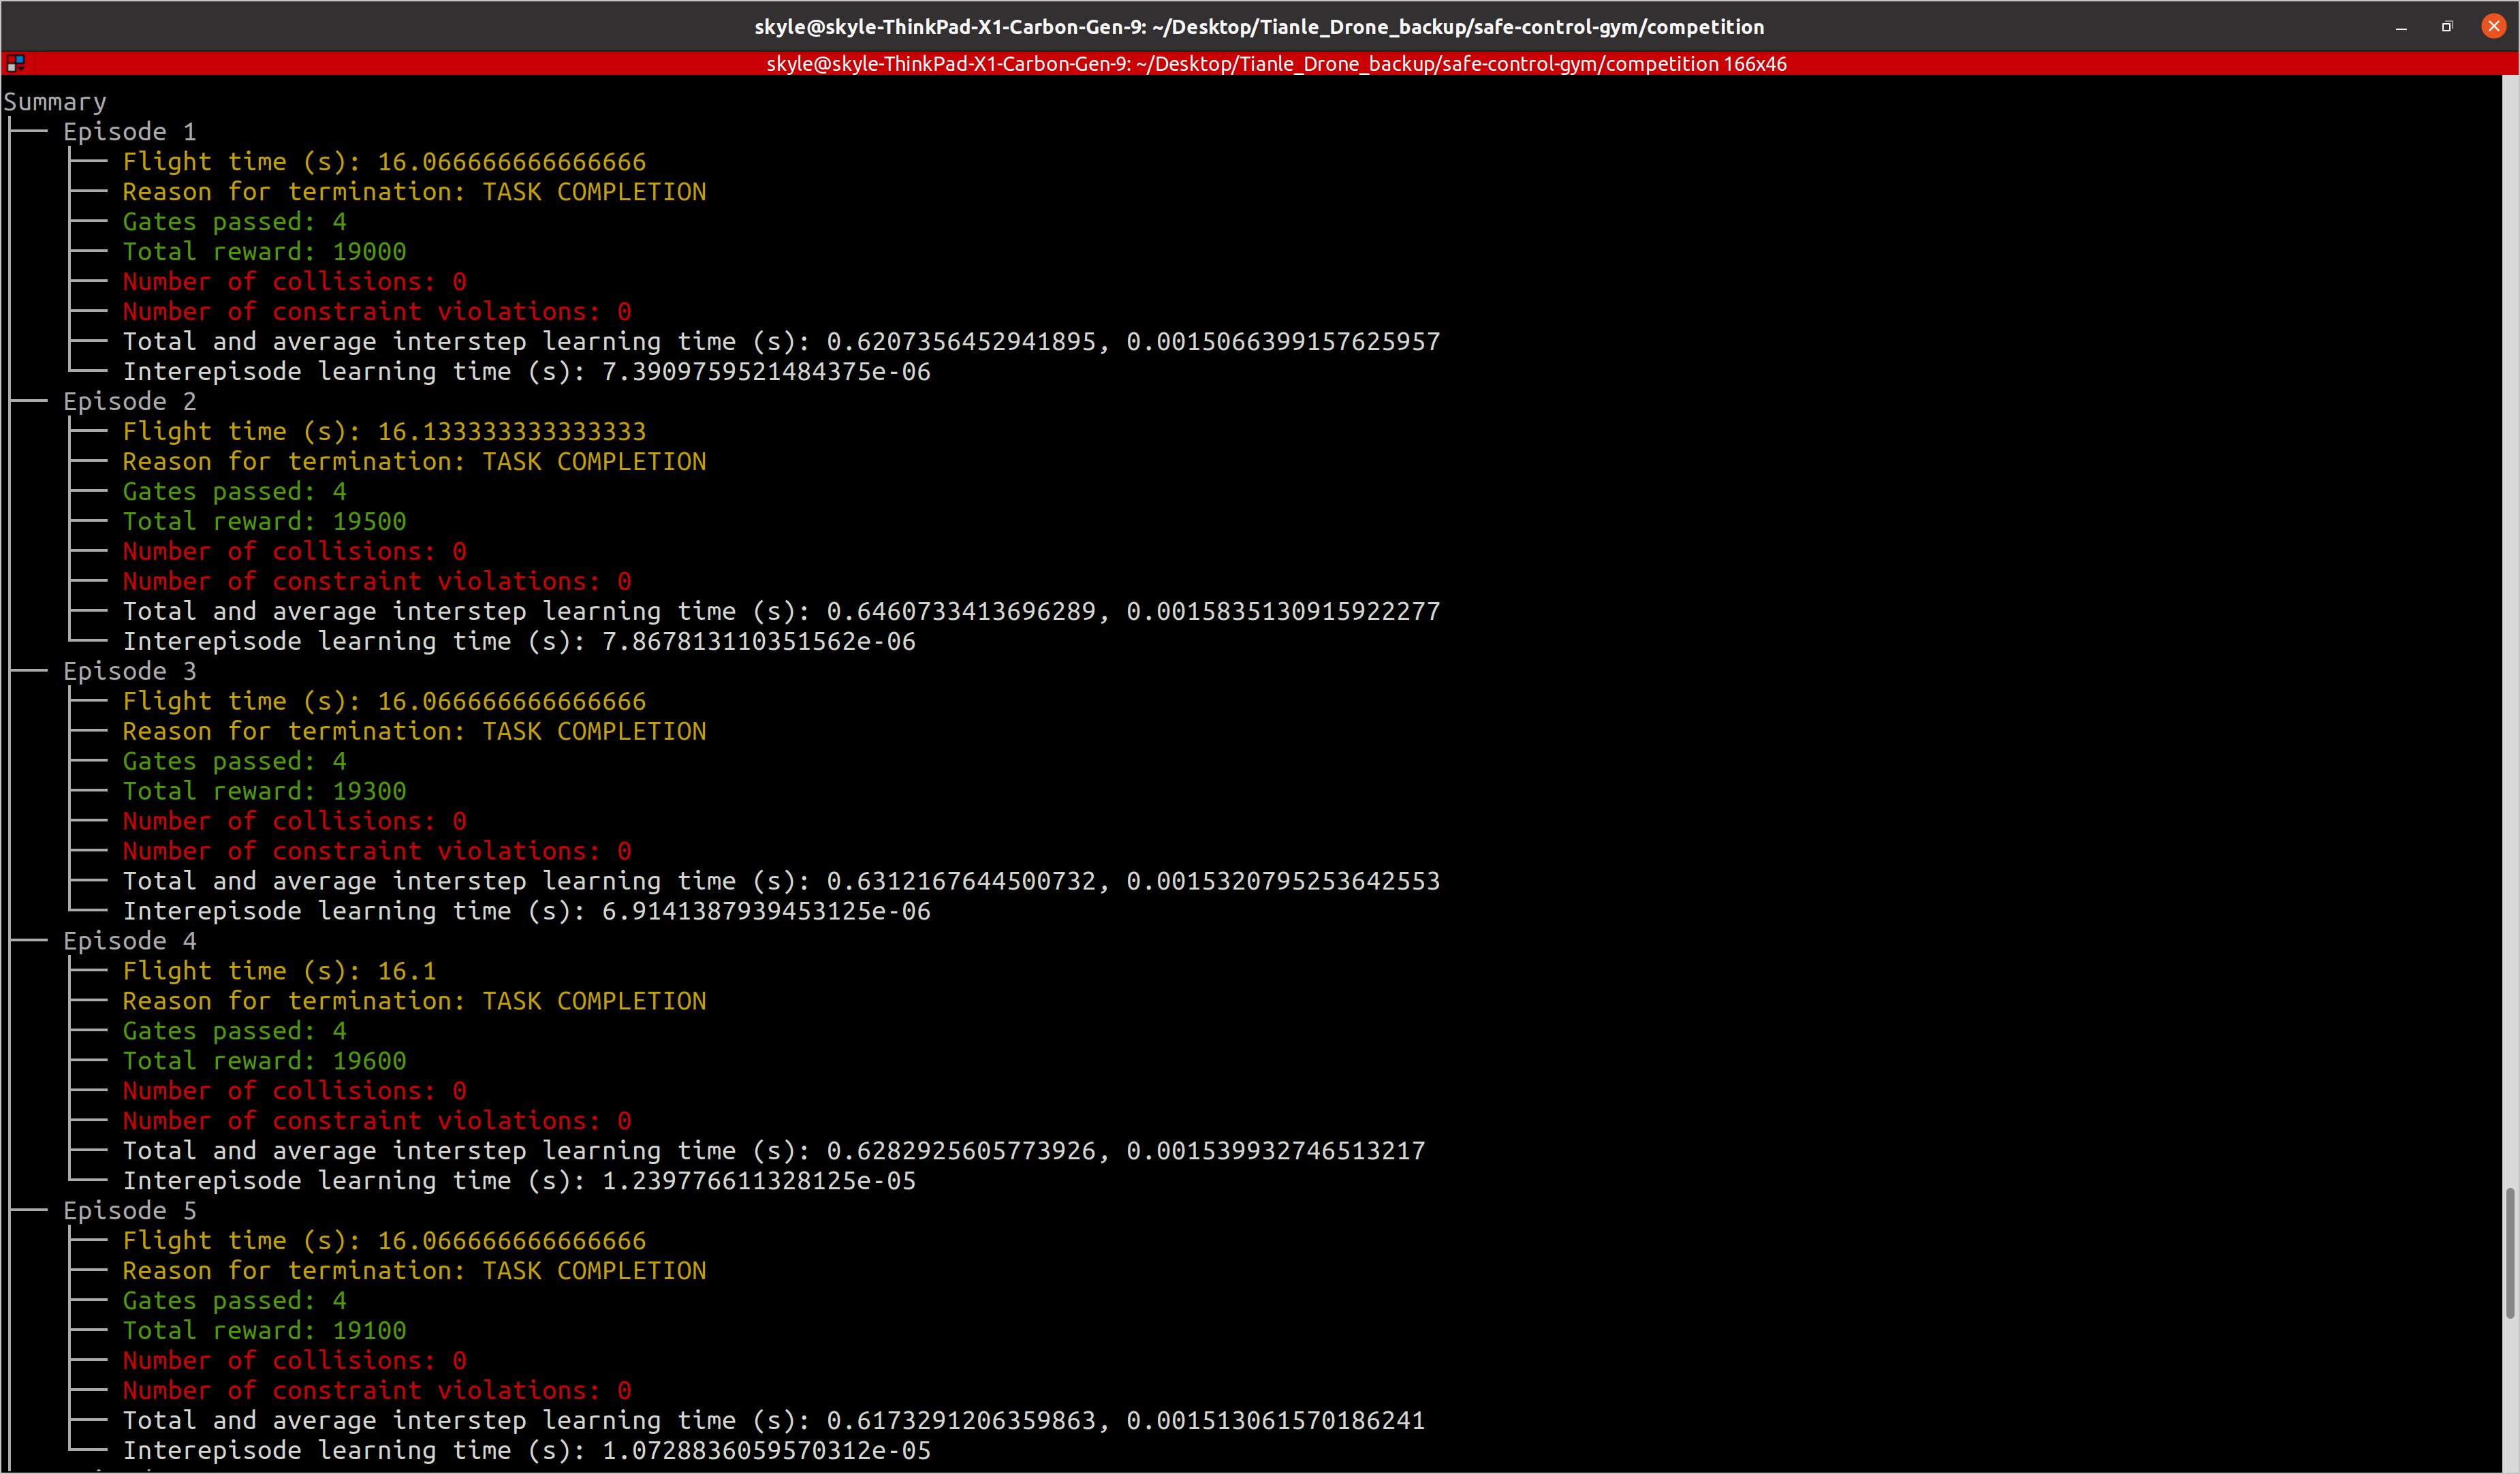 skyle@skyle-ThinkPad-X1-Carbon-Gen-9: ~/Desktop/Tianle_Drone_backup/safe-control-gym/competition
skyle@skyle-ThinkPad-X1-Carbon-Gen-9: ~/Desktop/Tianle_Drone_backup/safe-control-gym/competition 166x46
Summary
Episode 1
Flight time (s): 16.066666666666666
Reason for termination: TASK COMPLETION
Gates passed: 4
Total reward: 19000
Number of collisions: 0
Number of constraint violations: 0
Total and average interstep learning time (s): 0.6207356452941895, 0.0015066399157625957
Interepisode learning time (s): 7.3909759521484375e-06
Episode 2
Flight time (s): 16.133333333333333
Reason for termination: TASK COMPLETION
Gates passed: 4
Total reward: 19500
Number of collisions: 0
Number of constraint violations: 0
Total and average interstep learning time (s): 0.6460733413696289, 0.0015835130915922277
Interepisode learning time (s): 7.867813110351562e-06
Episode 3
Flight time (s): 16.066666666666666
Reason for termination: TASK COMPLETION
Gates passed: 4
Total reward: 19300
Number of collisions: 0
Number of constraint violations: 0
Total and average interstep learning time (s): 0.6312167644500732, 0.0015320795253642553
Interepisode learning time (s): 6.9141387939453125e-06
Episode 4
Flight time (s): 16.1
Reason for termination: TASK COMPLETION
Gates passed: 4
Total reward: 19600
Number of collisions: 0
Number of constraint violations: 0
Total and average interstep learning time (s): 0.6282925605773926, 0.001539932746513217
Interepisode learning time (s): 1.239776611328125e-05
Episode 5
Flight time (s): 16.066666666666666
Reason for termination: TASK COMPLETION
Gates passed: 4
Total reward: 19100
Number of collisions: 0
Number of constraint violations: 0
Total and average interstep learning time (s): 0.6173291206359863, 0.001513061570186241
Interepisode learning time (s): 1.0728836059570312e-05